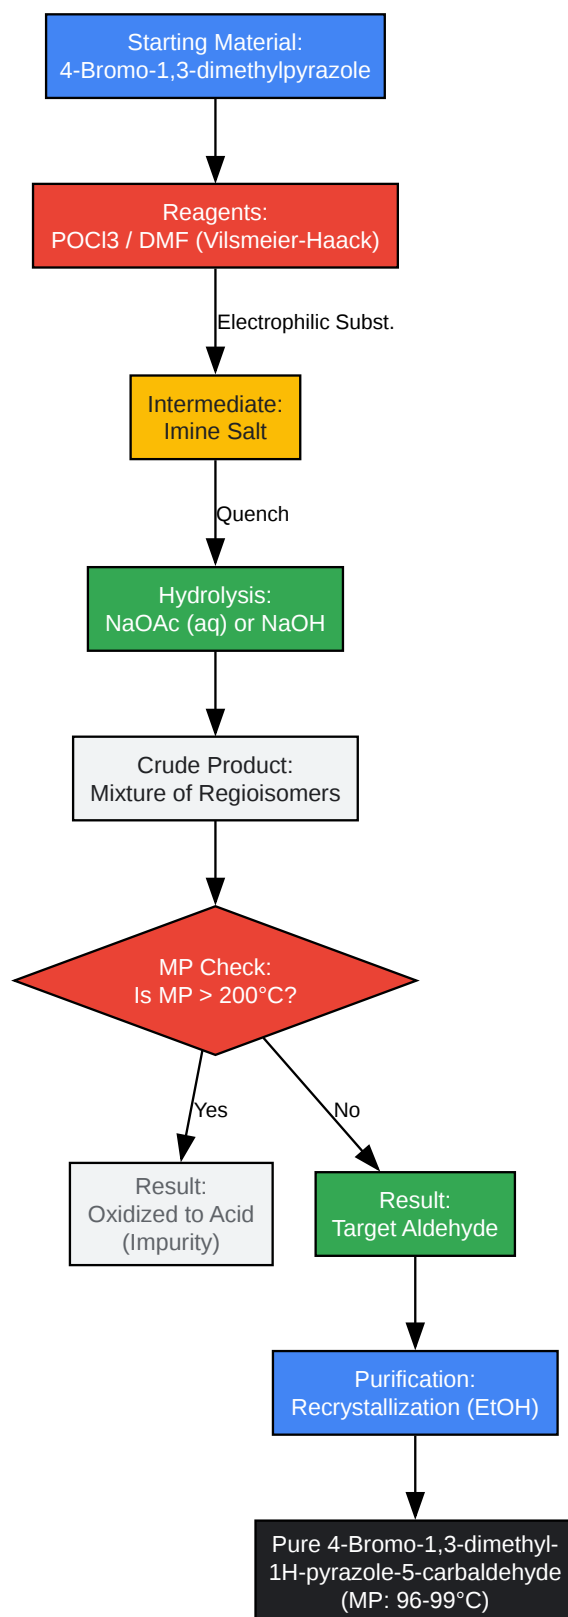 Starting Material:
4-Bromo-1,3-dimethylpyrazole
Reagents:
POCl3 / DMF (Vilsmeier-Haack)
Electrophilic Subst.
Intermediate:
Imine Salt
Quench
Hydrolysis:
NaOAc (aq) or NaOH
Crude Product:
Mixture of Regioisomers
MP Check:
Is MP > 200°C?
Yes
No
Result:
Oxidized to Acid
(Impurity)
Result:
Target Aldehyde
Purification:
Recrystallization (EtOH)
Pure 4-Bromo-1,3-dimethyl-
1H-pyrazole-5-carbaldehyde
(MP: 96-99°C)